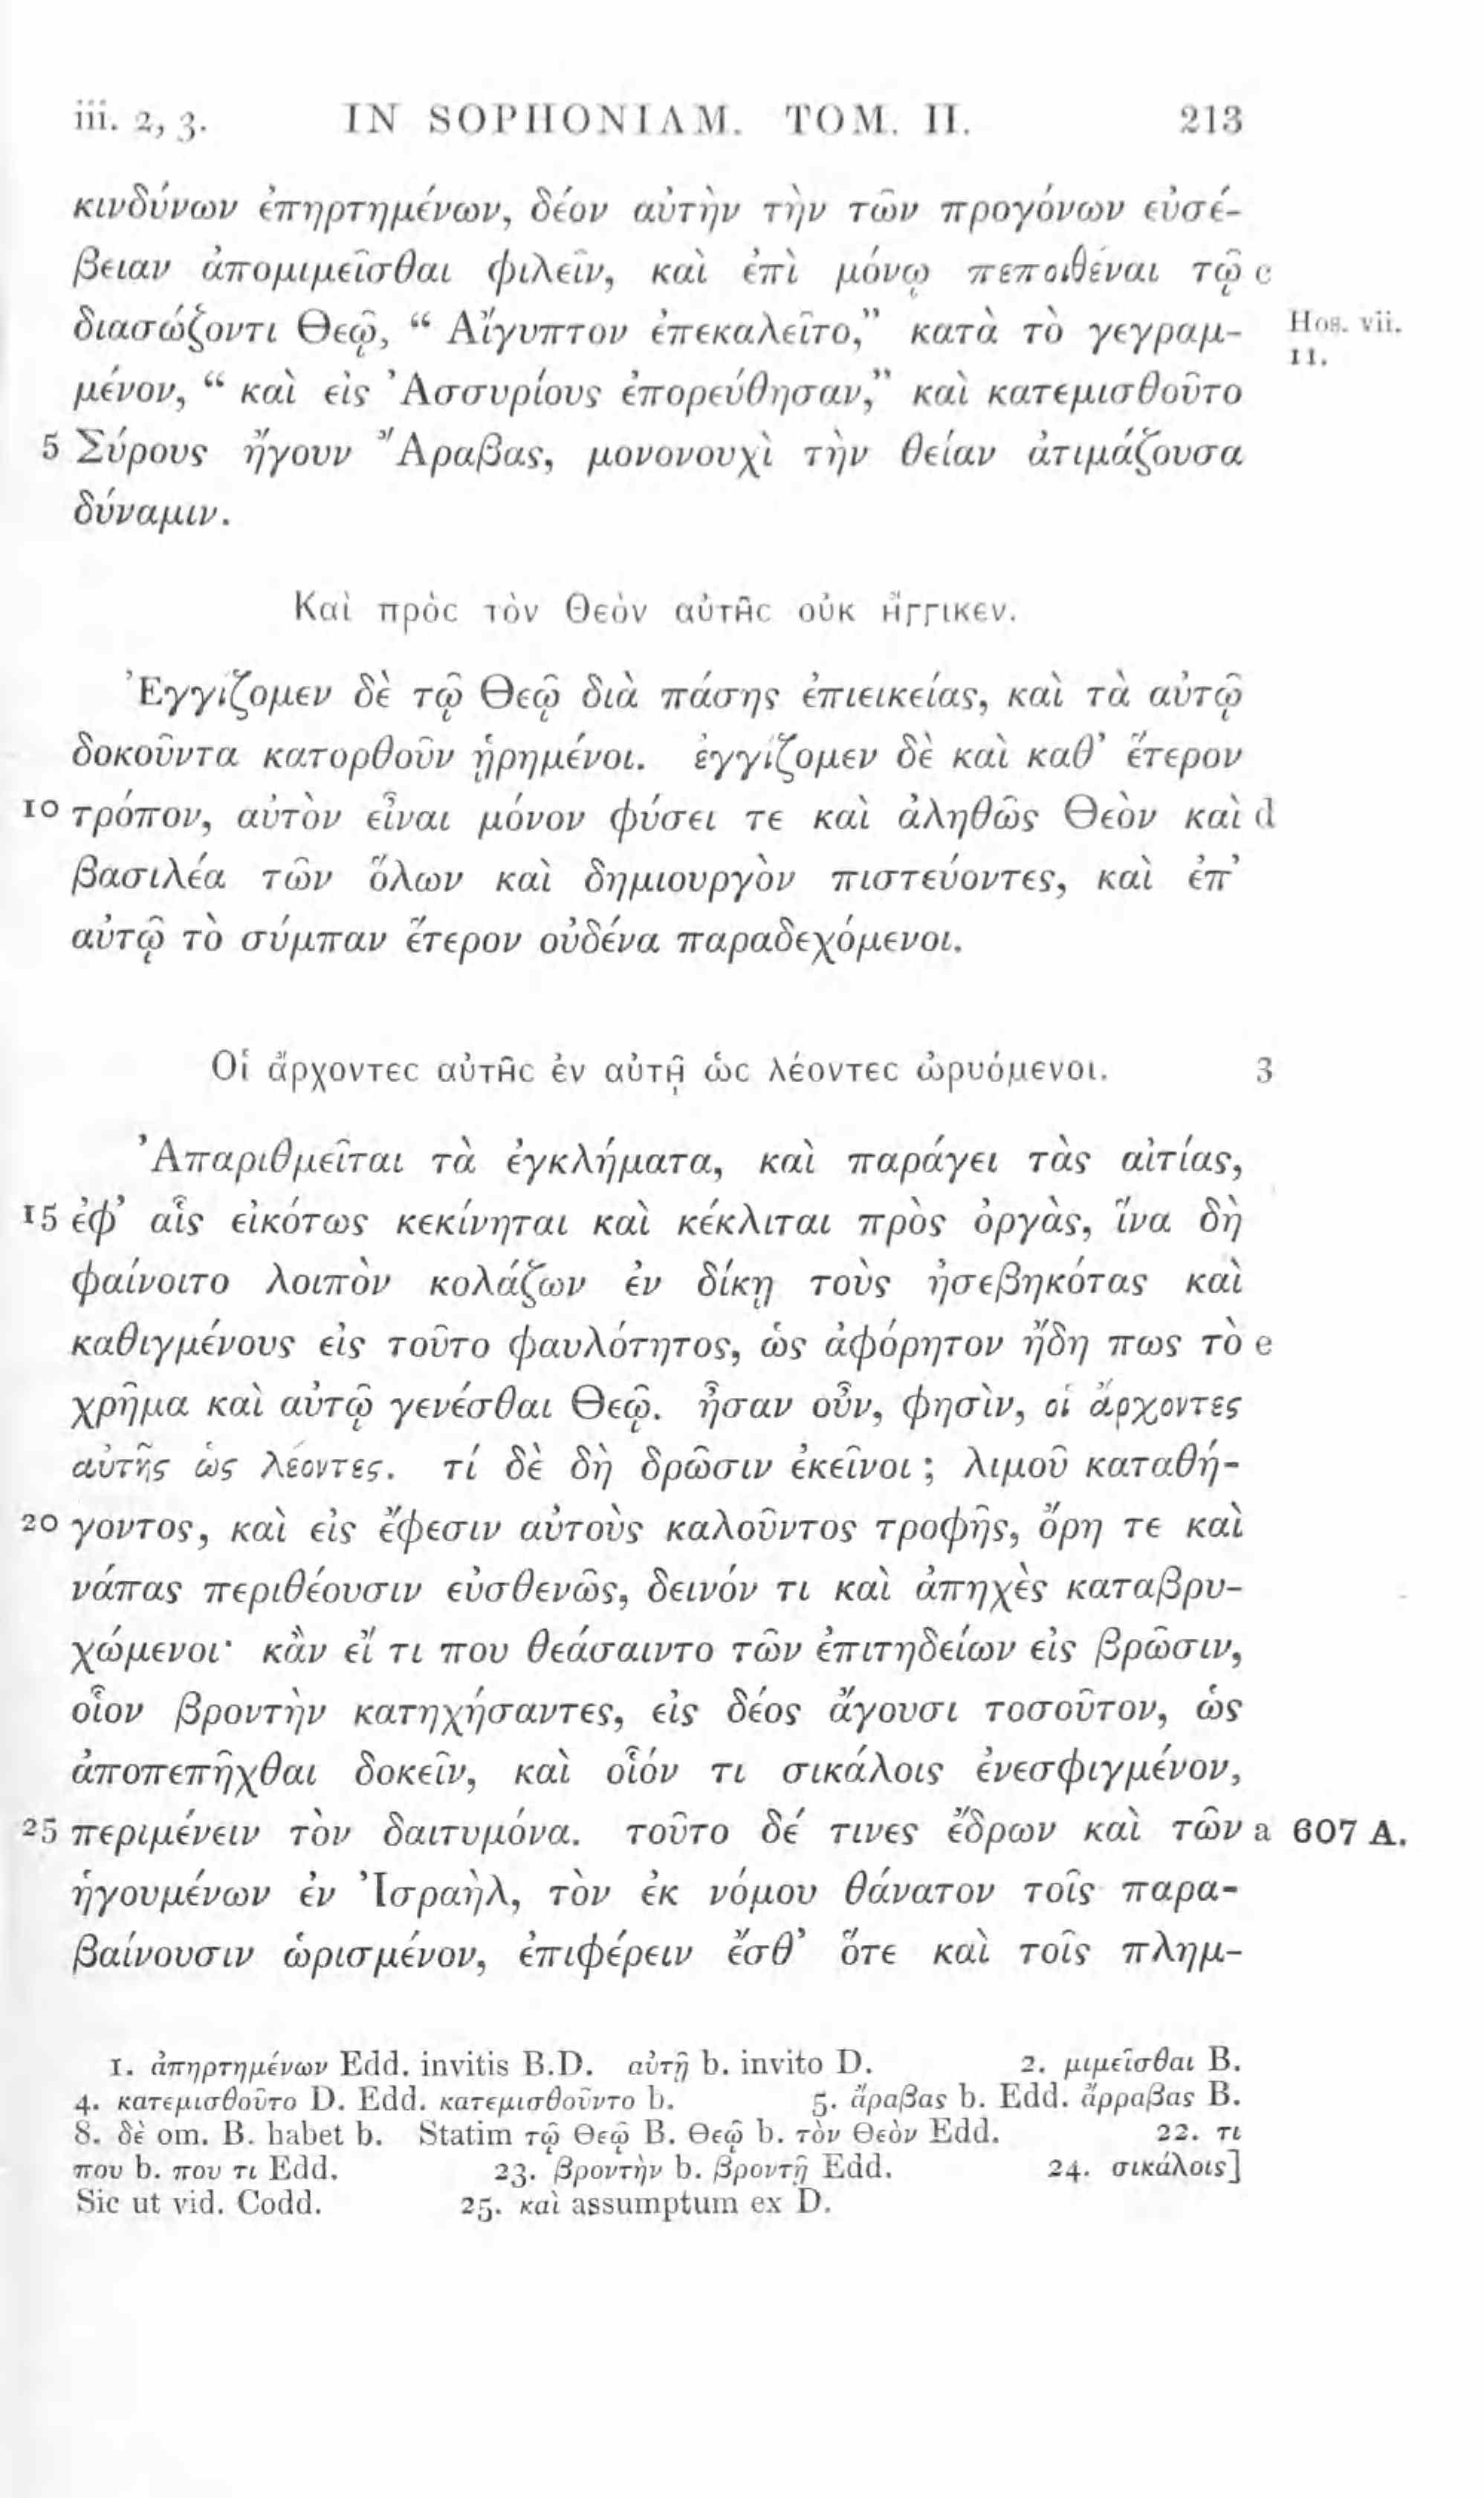 iii. 2, 3. IN SOPHONIAM. TOM. II. 213
κινδύνων ἐπηρτημένων, δέον αὐτὴν τὴν τῶν προγόνων εὐσέ-
βειαν ἀπομιμεῖσθαι φιλεῖν, καὶ ἐπὶ μόνῳ πεποιθέναι τῷ c
διασώζοντι Θεῷ, “ Αἴγυπτον ἐπεκαλεῖτο,” κατὰ τὸ γεγραμ- Hos. vii.
11.
μένον, “ καὶ εἰς Ἀσσυρίους ἐπορεύθησαν,” καὶ κατεμισθοῦτο
5 Σύρους ἤγουν Ἄραβας, μονονουχὶ τὴν θείαν ἀτιμάζουσα
δύναμιν.
Καὶ πρὸς τὸν Θεὸν αὐτῆς οὐκ ἤγγικεν.
Ἐγγίζομεν δὲ τῷ Θεῷ διὰ πάσης ἐπιεικείας, καὶ τὰ αὐτῷ
δοκοῦντα κατορθοῦν ᾑρημένοι. ἐγγίζομεν δὲ καὶ καθ’ ἕτερον
10 τρόπον, αὐτὸν εἶναι μόνον φύσει τε καὶ ἀληθῶς Θεὸν καὶ d
βασιλέα τῶν ὅλων καὶ δημιουργὸν πιστεύοντες, καὶ ἐπ’
αὐτῷ τὸ σύμπαν ἕτερον οὐδένα παραδεχόμενοι.
Οἱ ἄρχοντες αὐτῆς ἐν αὐτῇ ὡς λέοντες ὠρυόμενοι. 3
Ἀπαριθμεῖται τὰ ἐγκλήματα, καὶ παράγει τὰς αἰτίας,
15 ἐφ’ αἷς εἰκότως κεκίνηται καὶ κέκλιται πρὸς ὀργὰς, ἵνα δὴ
φαίνοιτο λοιπὸν κολάζων ἐν δίκῃ τοὺς ἠσεβηκότας καὶ
καθιγμένους εἰς τοῦτο φαυλότητος, ὡς ἀφόρητον ἤδη πως τὸ e
χρῆμα καὶ αὐτῷ γενέσθαι Θεῷ. ἦσαν οὖν, φησὶν, οἱ ἄρχοντες
αὐτῆς ὡς λέοντες. τί δὲ δὴ δρῶσιν ἐκεῖνοι ; λιμοῦ καταθή-
20 γοντος, καὶ εἰς ἔφεσιν αὐτοὺς καλοῦντος τροφῆς, ὄρη τε καὶ
νάπας περιθέουσιν εὐσθενῶς, δεινόν τι καὶ ἀπηχὲς καταβρυ-
χώμενοι· κἂν εἴ τι που θεάσαιντο τῶν ἐπιτηδείων εἰς βρῶσιν,
οἷον βροντὴν κατηχήσαντες, εἰς δέος ἄγουσι τοσοῦτον, ὡς
ἀποπεπῆχθαι δοκεῖν, καὶ οἷόν τι σικάλοις ἐνεσφιγμένον,
25 περιμένειν τὸν δαιτυμόνα. τοῦτο δέ τινες ἔδρων καὶ τῶν a 607 A.
ἡγουμένων ἐν Ἰσραὴλ, τὸν ἐκ νόμου θάνατον τοῖς παρα-
βαίνουσιν ὡρισμένον, ἐπιφέρειν ἔσθ’ ὅτε καὶ τοῖς πλημ-
1. ἀπηρτημένων Edd. invitis B.D. αὐτῇ b. invito D. 2. μιμεῖσθαι B.
4. κατεμισθοῦτο D. Edd. κατεμισθοῦντο b. 5. ἄραβας b. Edd. ἄρραβας B.
8. δὲ om. B. habet b. Statim τῷ Θεῷ B. Θεῷ b. τὸν Θεὸν Edd. 22. τι
που b. που τι Edd. 23. βροντὴν b. βροντῇ Edd. 24. σικάλοις]
Sic ut vid. Codd. 25. καὶ assumptum ex D.